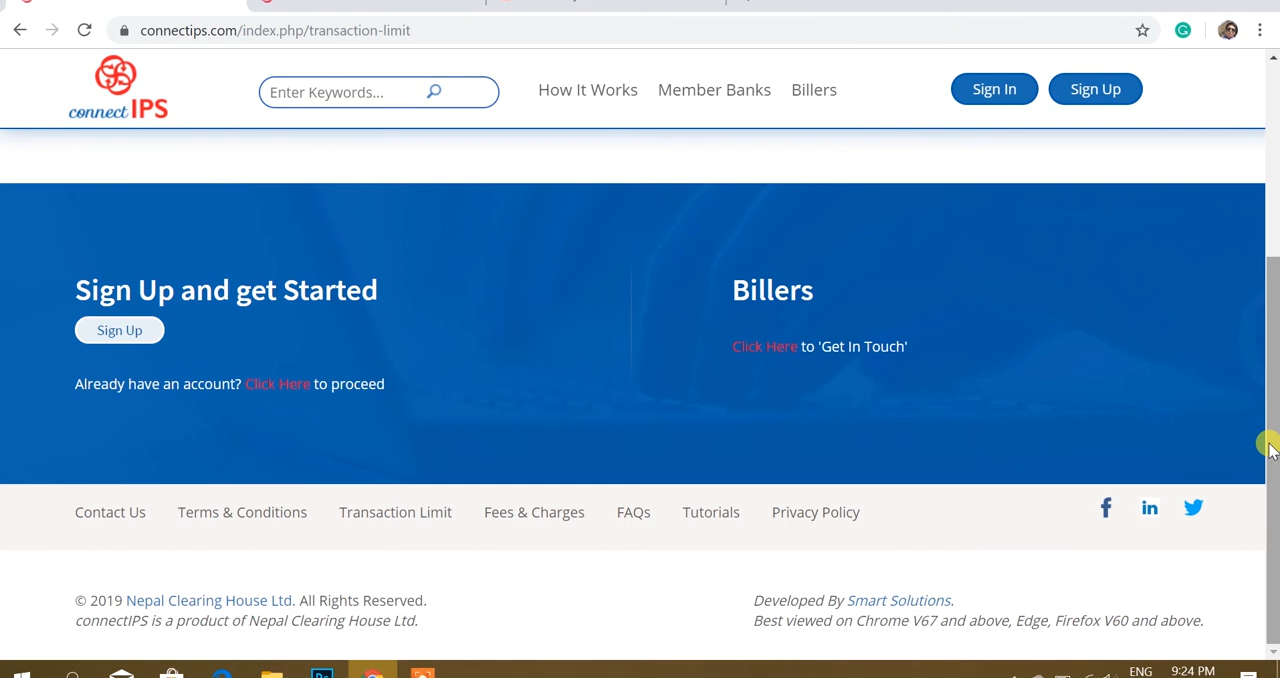 connectips.com/index.php/transaction-limit
connectIPS
Enter Keywords...
How It Works
Member Banks
Billers
Sign In
Sign Up
Sign Up and get Started
Sign Up
Already have an account? Click Here to proceed
Billers
Click Here to 'Get In Touch'
Contact Us
Terms & Conditions
Transaction Limit
Fees & Charges
FAQs
Tutorials
Privacy Policy
© 2019 Nepal Clearing House Ltd. All Rights Reserved.
connectIPS is a product of Nepal Clearing House Ltd.
Developed By Smart Solutions.
Best viewed on Chrome V67 and above, Edge, Firefox V60 and above.
Ps
ENG
9:24 PM